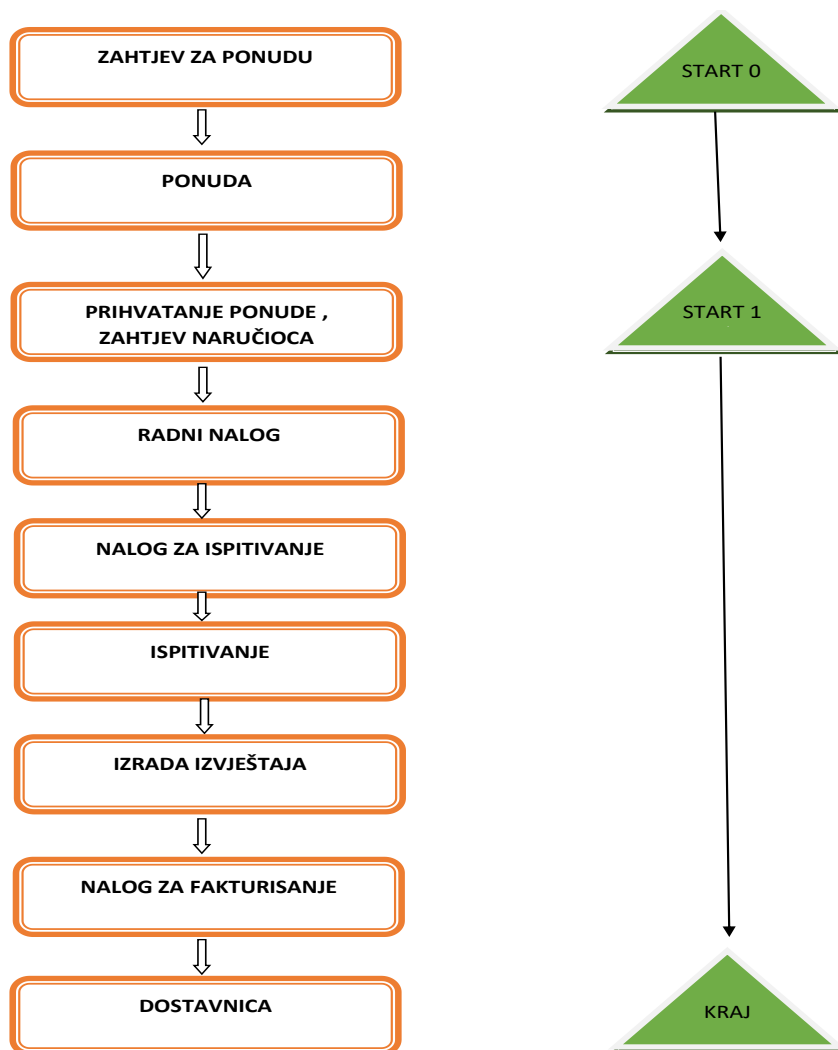 ZAHTJEV ZA PONUDU
START 0
PONUDA
PRIHVATANJE PONUDE ,
ZAHTJEV NARUČIOCA
START 1
RADNI NALOG
NALOG ZA ISPITIVANJE
ISPITIVANJE
IZRADA IZVJEŠTAJA
NALOG ZA FAKTURISANJE
DOSTAVNICA
KRAJ